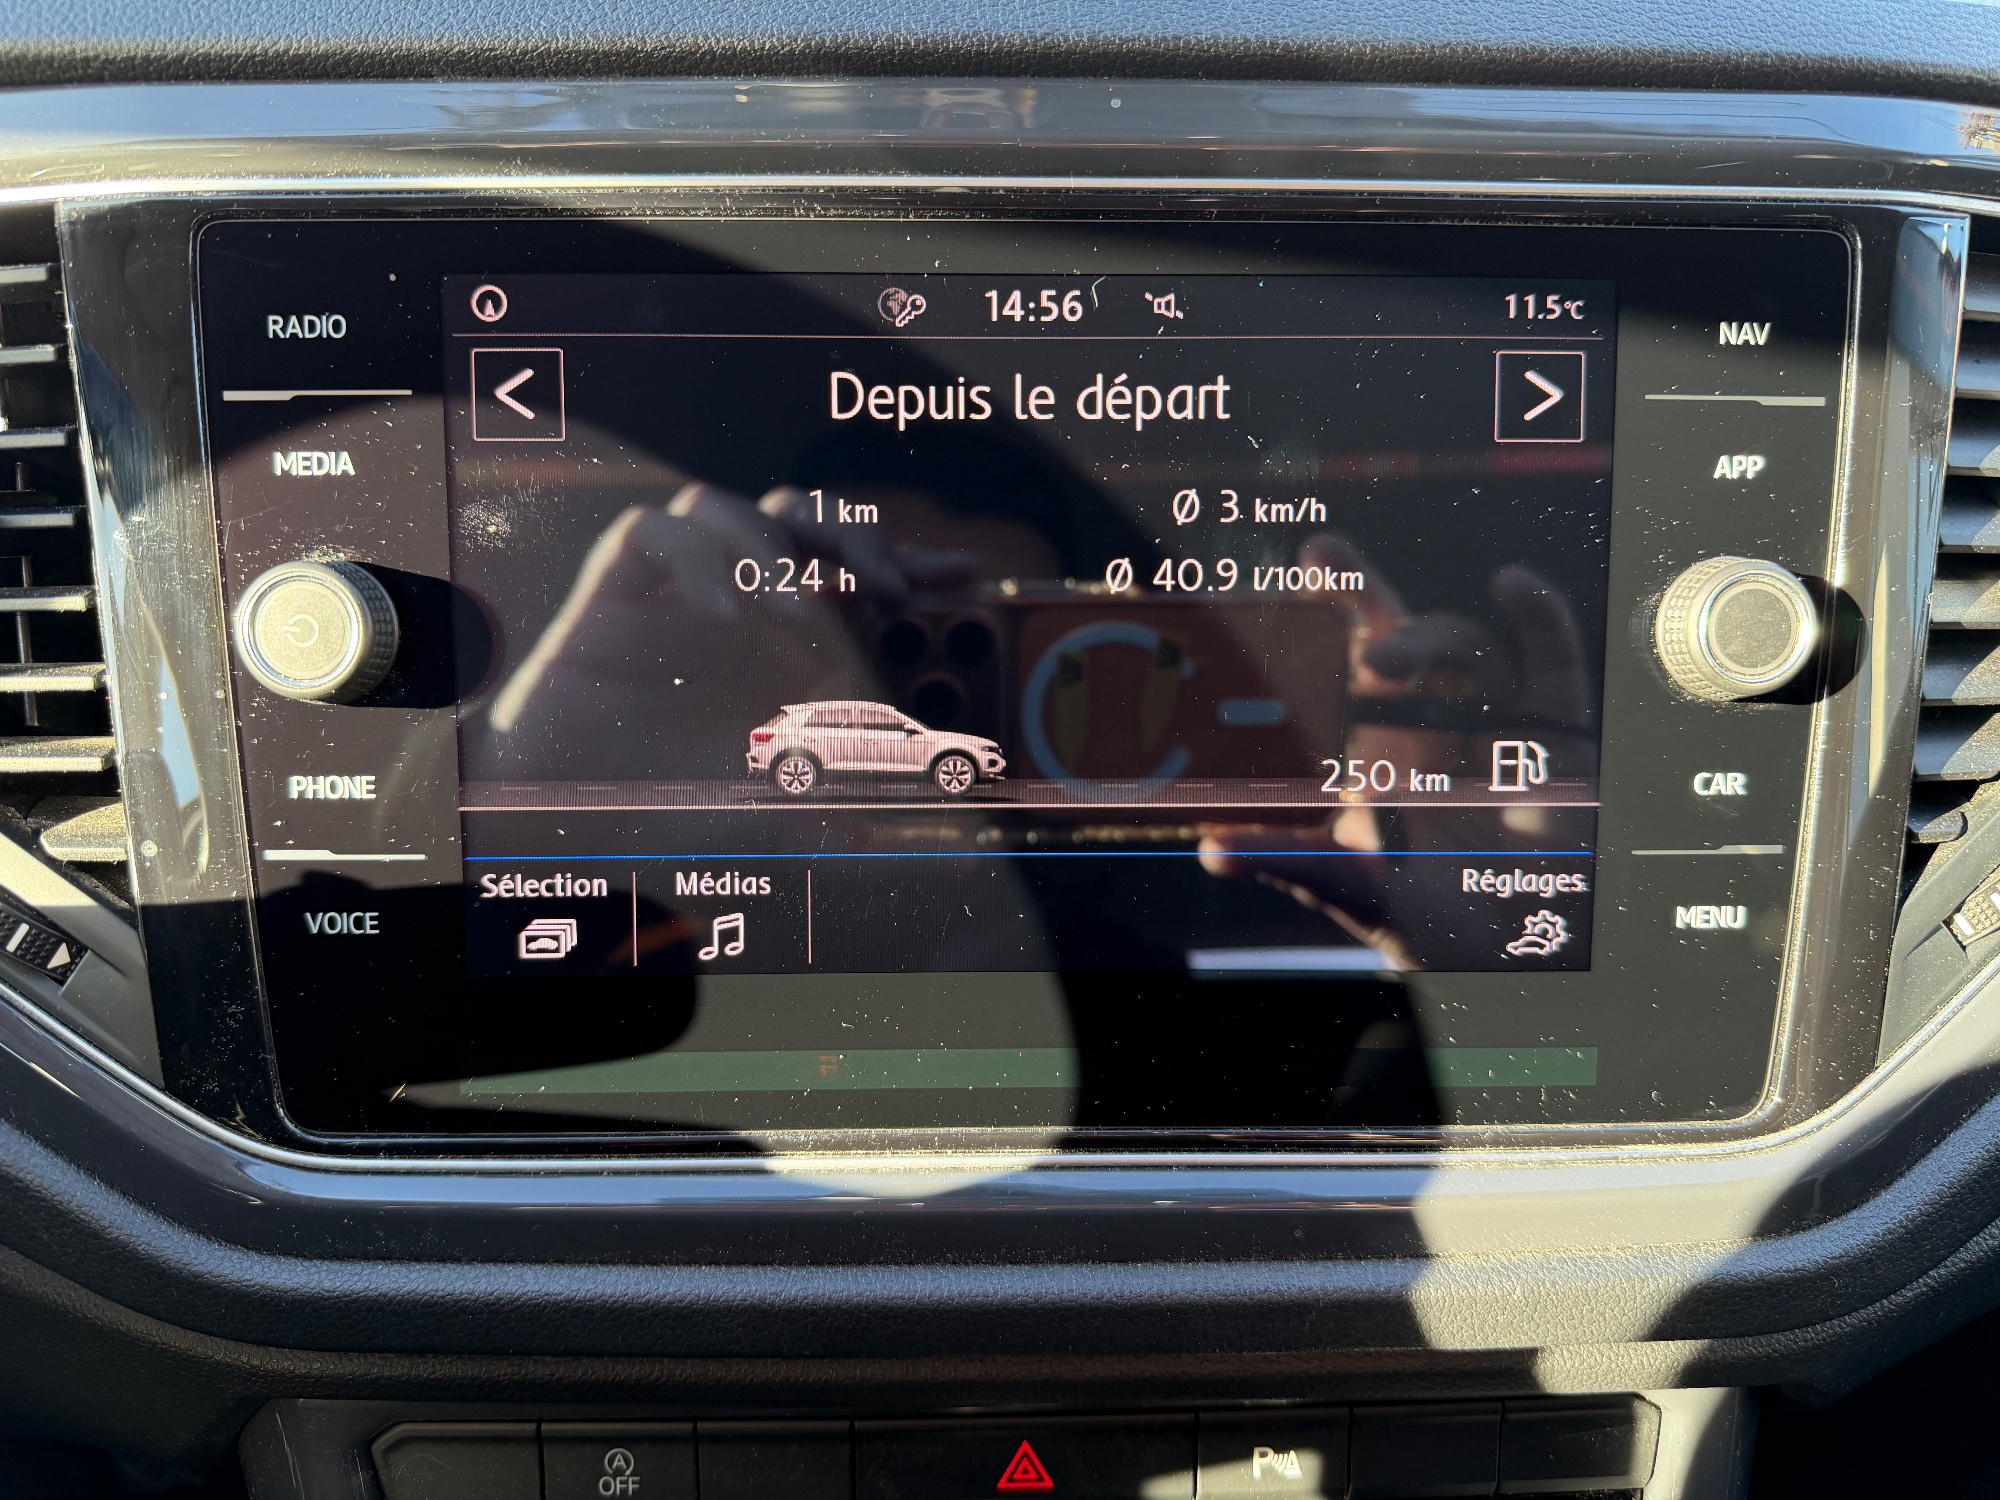 14:56
11.5°C
RADIO
NAV
< Depuis le départ >
MEDIA
APP
1 km
Ø 3 km/h
0:24 h
Ø 40.9 l/100km
PHONE
250 km
CAR
Sélection
Médias
Réglages
VOICE
MENU
A
OFF
P